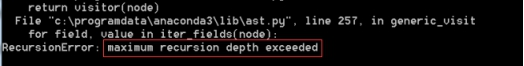 return visitor(node)
File "c:\programdata\anaconda3\lib\ast.py", line 257, in generic_visit
for field, value in iter_fields(node):
RecursionError: maximum recursion depth exceeded